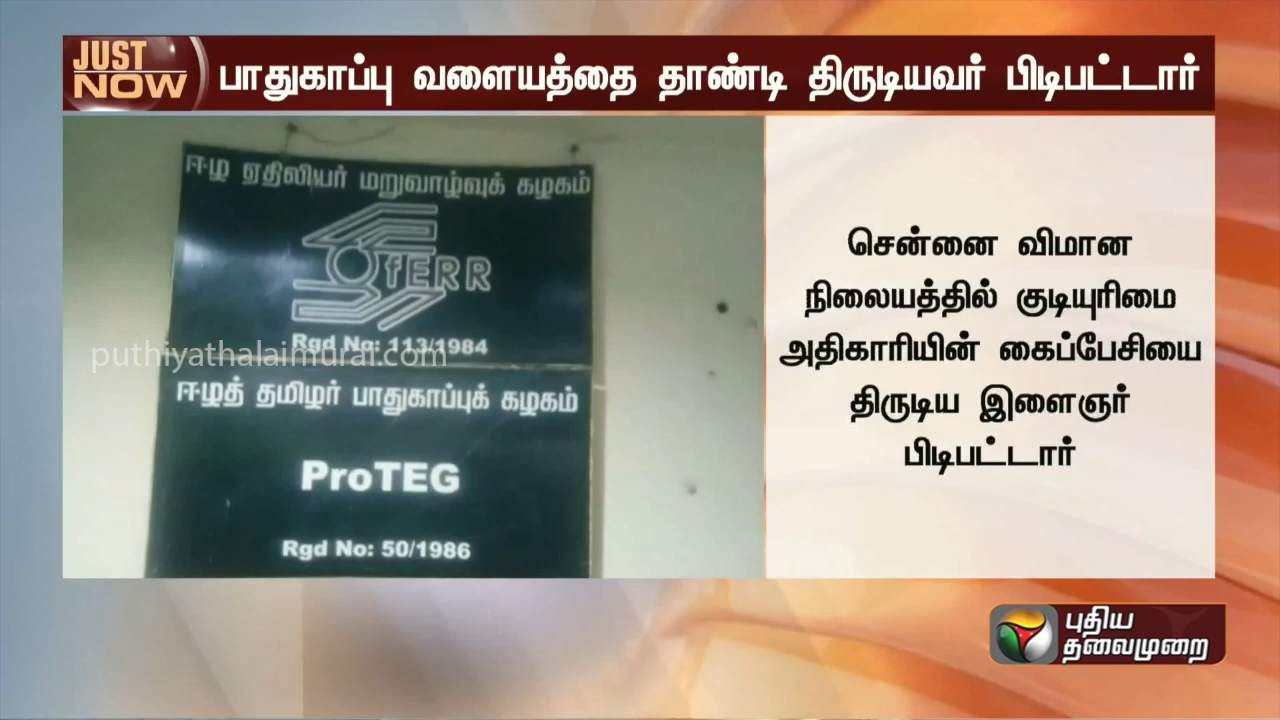 JUST
NOW
பாதுகாப்பு வளையத்தை தாண்டி திருடியவர் பிடிபட்டார்
ஈழ ஏதிலியர் மறுவாழ்வுக் கழகம்
OfERR
Rgd No: 113/1984
puthiyathalaimurai.com
ஈழத் தமிழர் பாதுகாப்புக் கழகம்
ProTEG
Rgd No: 50/1986
சென்னை விமான
நிலையத்தில் குடியுரிமை
அதிகாரியின் கைப்பேசியை
திருடிய இளைஞர்
பிடிபட்டார்
புதிய
தலைமுறை